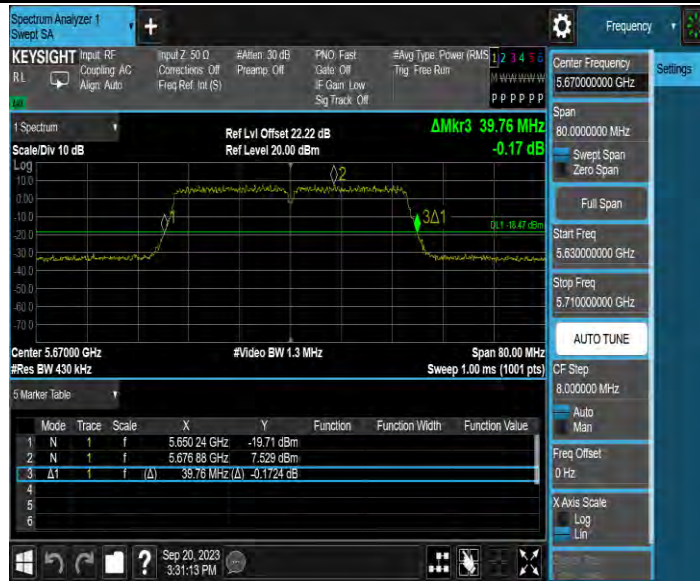 Spectrum Analyzer 1
Swept SA
+
Frequency
KEYSIGHT
RL
Input: RF
Coupling: AC
Align: Auto
Input Z: 50 Ω
Corrections: Off
Freq Ref: Int (S)
#Atten: 30 dB
Preamp: Off
PNO: Fast
Gate: Off
IF Gain: Low
Sig Track: Off
#Avg Type: Power (RMS
Trig: Free Run
1 2 3 4 5 6
M W W W W W
P P P P P P
Center Frequency
5.670000000 GHz
Settings
Span
80.0000000 MHz
Swept Span
Zero Span
Full Span
Start Freq
5.630000000 GHz
Stop Freq
5.710000000 GHz
AUTO TUNE
CF Step
8.000000 MHz
Auto
Man
Freq Offset
0 Hz
X Axis Scale
Log
Lin
1 Spectrum
Scale/Div 10 dB
Ref Lvl Offset 22.22 dB
Ref Level 20.00 dBm
ΔMkr3 39.76 MHz
-0.17 dB
Log
10.0
0.00
-10.0
-20.0
-30.0
-40.0
-50.0
-60.0
-70.0
1
2
3Δ1
DL1 -18.47 dBm
Center 5.67000 GHz
#Video BW 1.3 MHz
Span 80.00 MHz
#Res BW 430 kHz
Sweep 1.00 ms (1001 pts)
5 Marker Table
Mode Trace Scale X Y Function Function Width Function Value
1 N 1 f 5.650 24 GHz -19.71 dBm
2 N 1 f 5.676 88 GHz 7.529 dBm
3 Δ1 1 f (Δ) 39.76 MHz (Δ) -0.1724 dB
4
5
6
?
Sep 20, 2023
3:31:13 PM